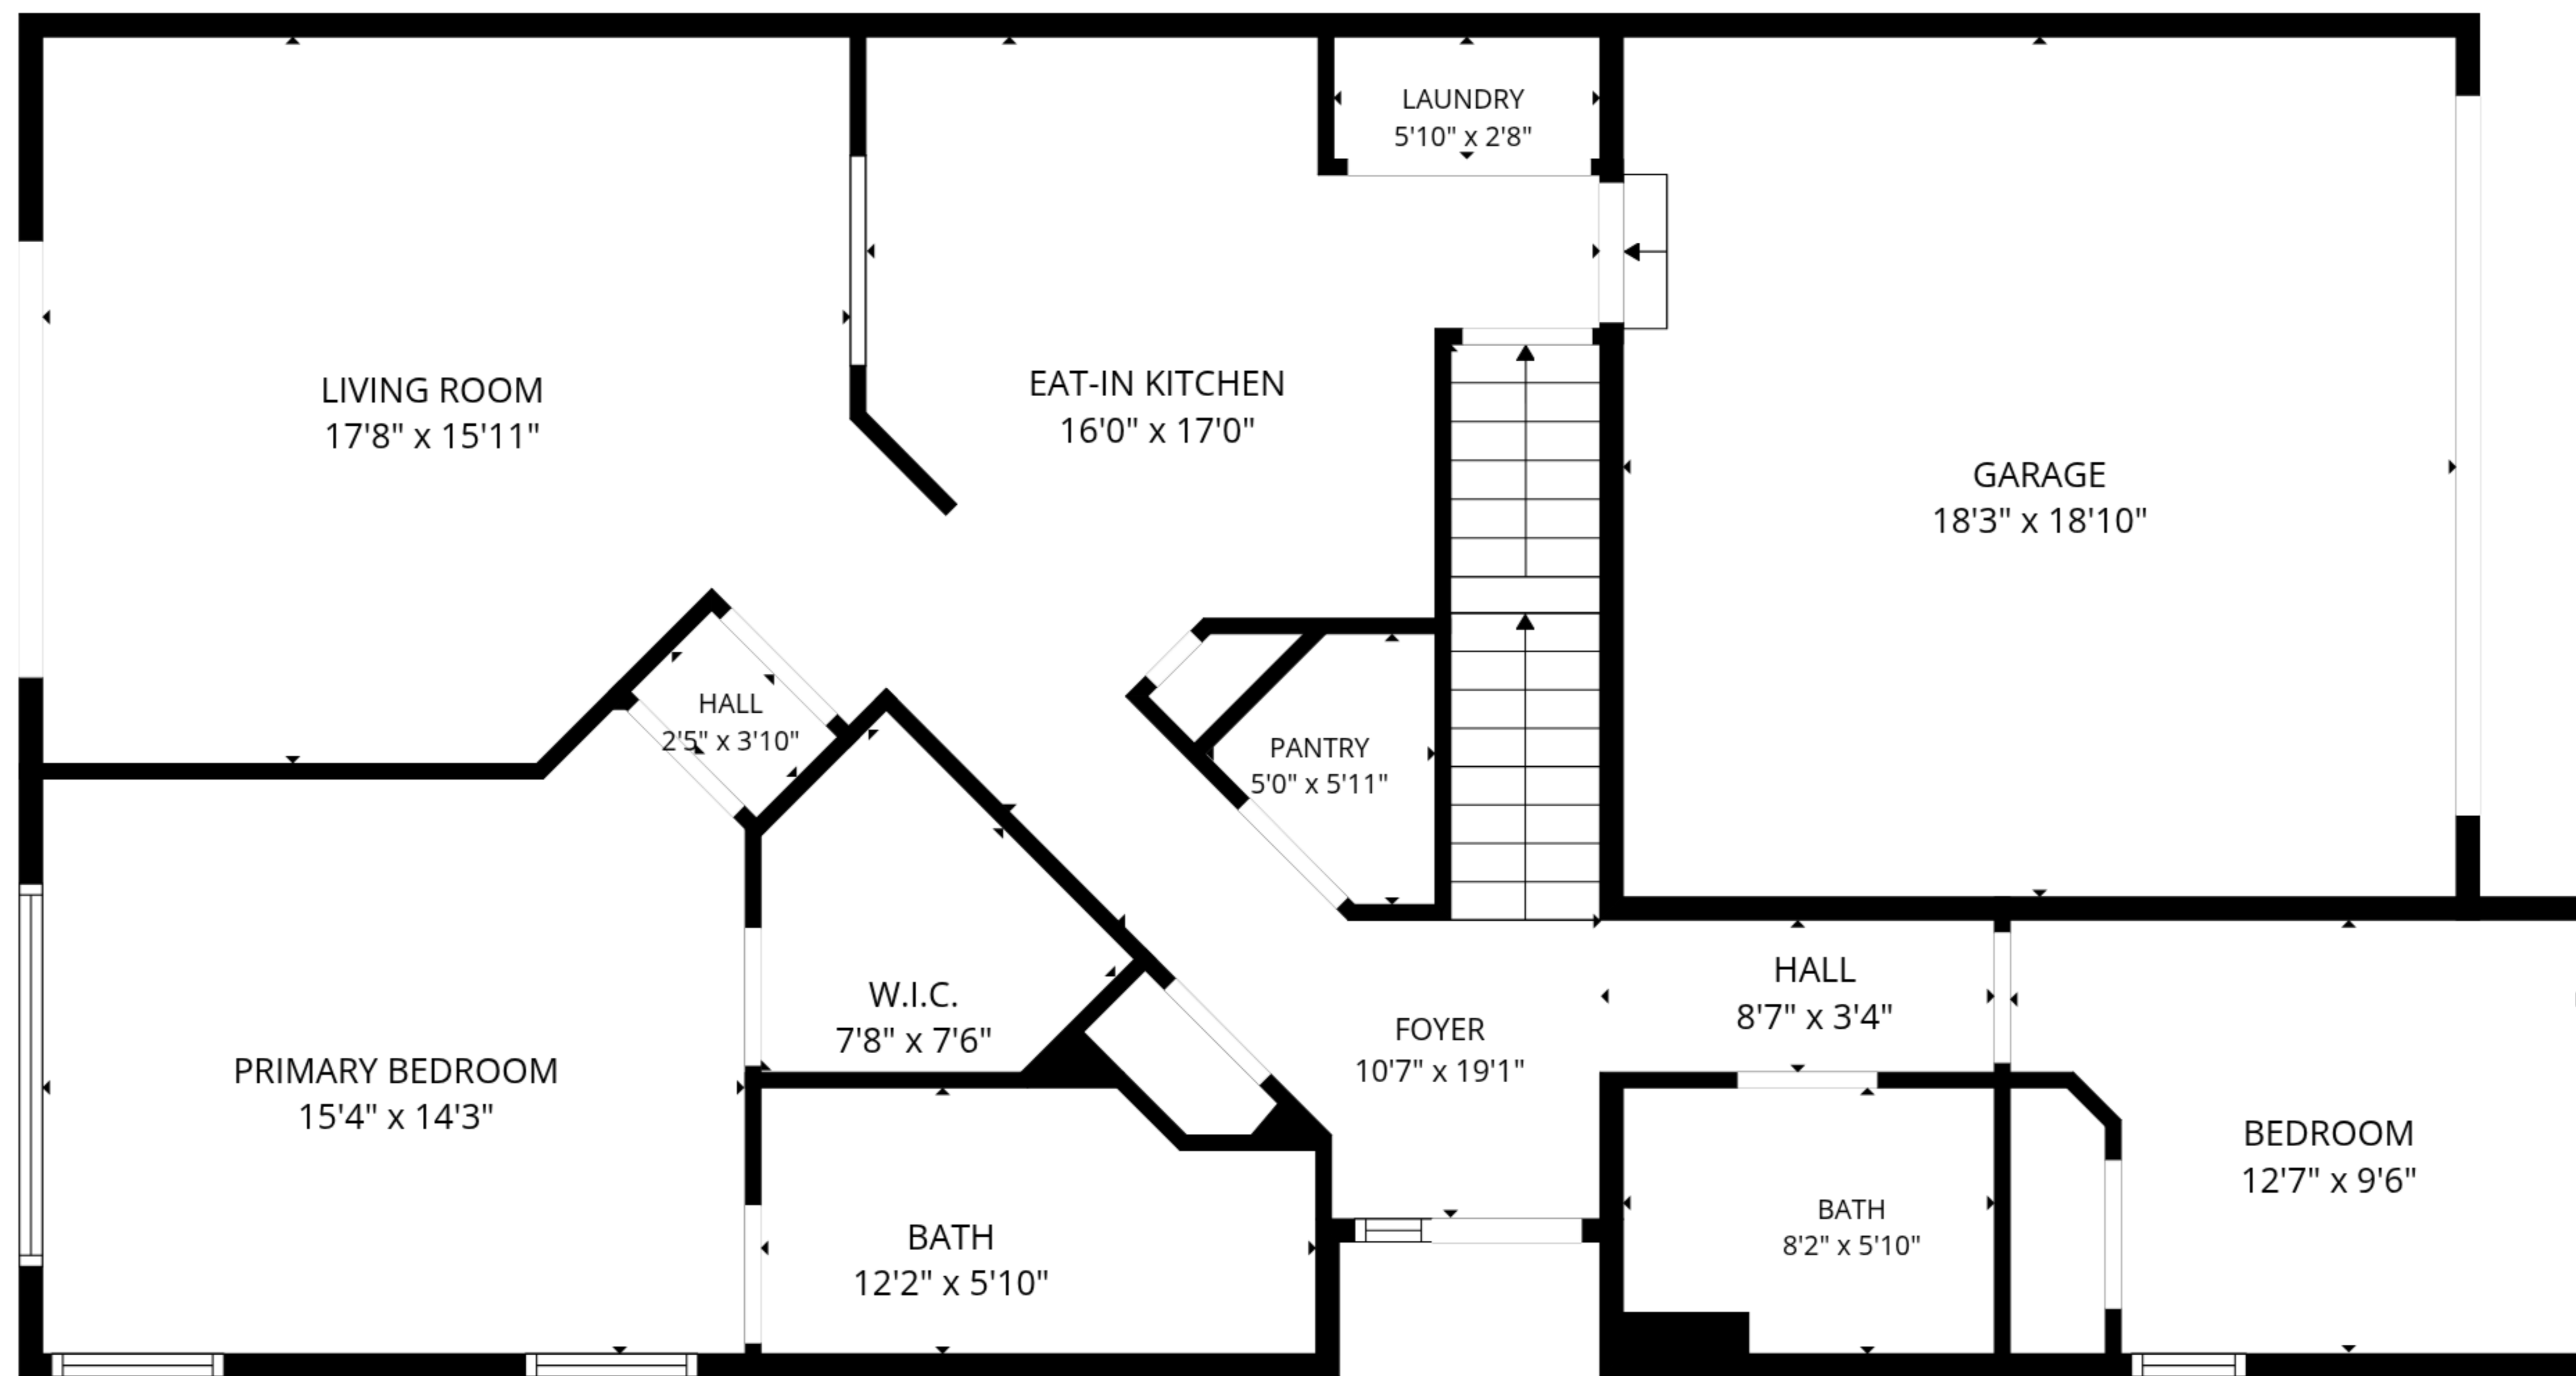 LAUNDRY
5'10" x 2'8"
LIVING ROOM
17'8" x 15'11"
EAT-IN KITCHEN
16'0" x 17'0"
GARAGE
18'3" x 18'10"
HALL
2'5" x 3'10"
PANTRY
5'0" x 5'11"
W.I.C.
7'8" x 7'6"
FOYER
10'7" x 19'1"
HALL
8'7" x 3'4"
PRIMARY BEDROOM
15'4" x 14'3"
BEDROOM
12'7" x 9'6"
BATH
12'2" x 5'10"
BATH
8'2" x 5'10"